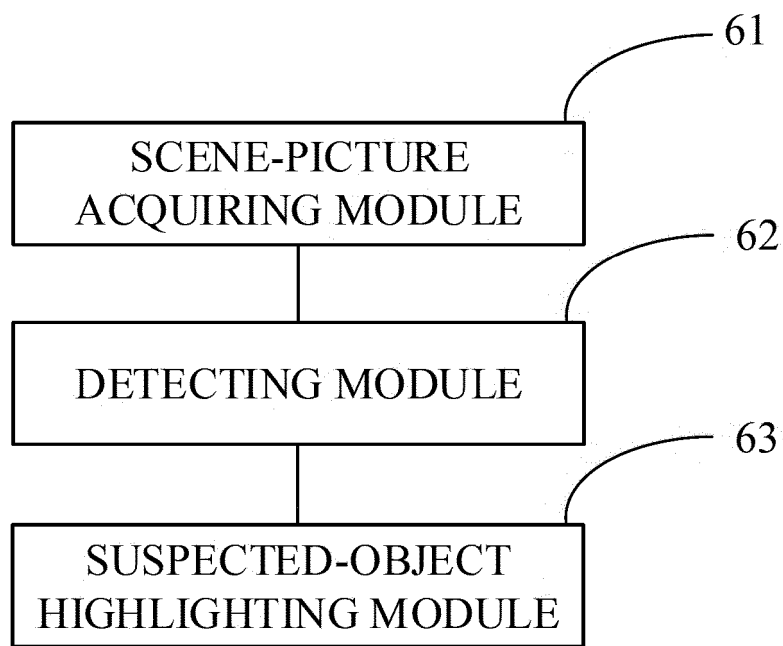 61
SCENE-PICTURE
ACQUIRING MODULE
62
DETECTING MODULE
63
SUSPECTED-OBJECT
HIGHLIGHTING MODULE